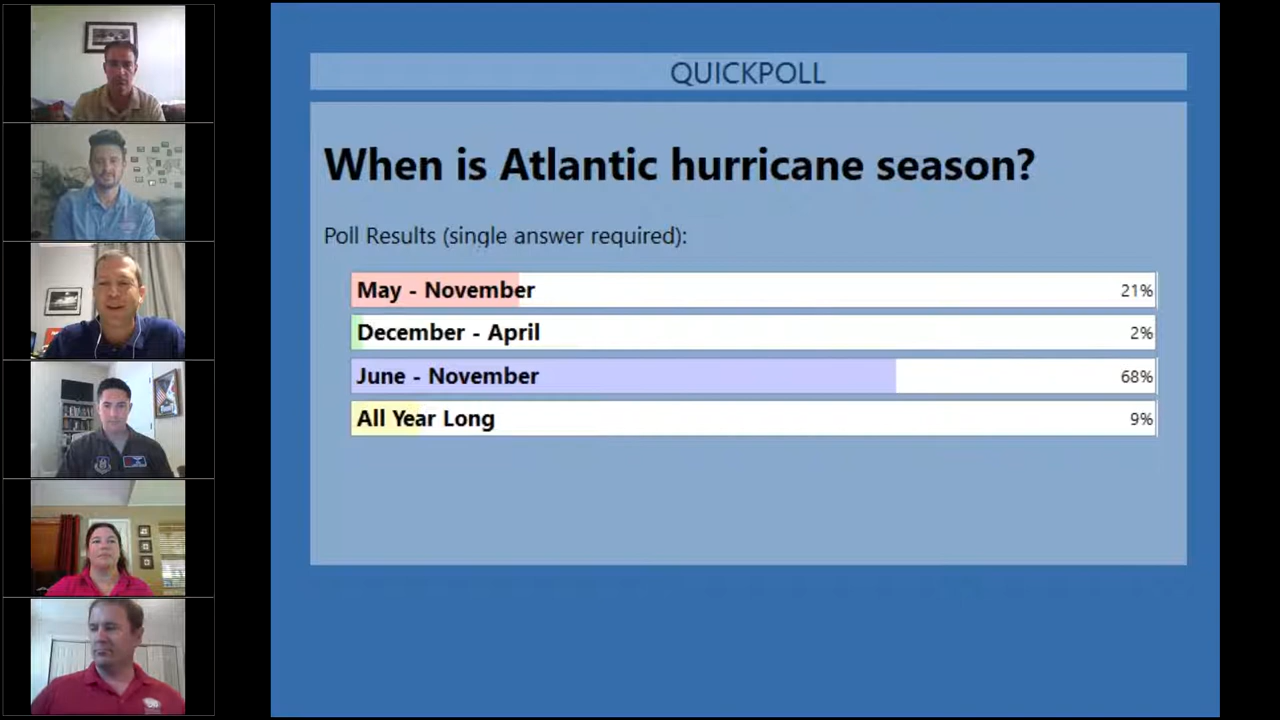 QUICKPOLL
When is Atlantic hurricane season?
Poll Results (single answer required):
May - November 21%
December - April 2%
June - November 68%
All Year Long 9%